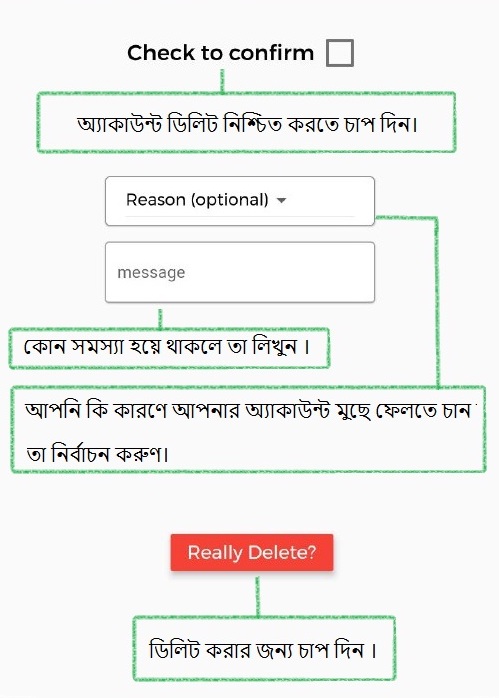 Check to confirm
অ্যাকাউন্ট ডিলিট নিশ্চিত করতে চাপ দিন।
Reason (optional)
message
কোন সমস্যা হয়ে থাকলে তা লিখুন ।
আপনি কি কারণে আপনার অ্যাকাউন্ট মুছে ফেলতে চান
তা নির্বাচন করুণ।
Really Delete?
ডিলিট করার জন্য চাপ দিন ।